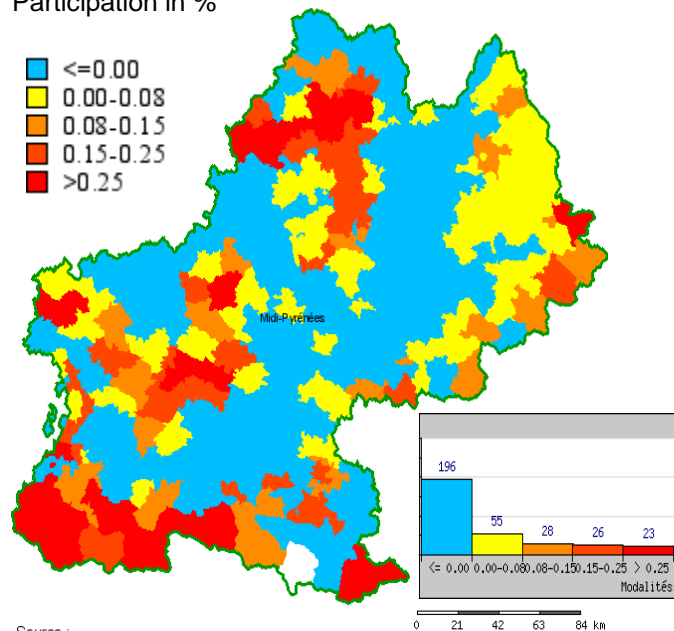 Participation in %
<=0.00
0.00-0.08
0.08-0.15
0.15-0.25
>0.25
Midi-Pyrénées
196
55
28
26
23
<= 0.00 0.00-0.08 0.08-0.15 0.15-0.25 > 0.25
Modalités
0 21 42 63 84 km